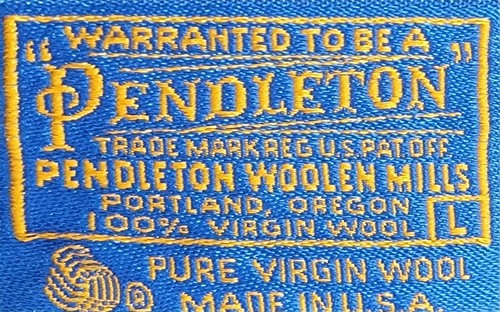 WARRANTED TO BE A
"PENDLETON"
TRADE MARK REG U.S. PAT OFF
PENDLETON WOOLEN MILLS
PORTLAND, OREGON
100% VIRGIN WOOL L
® PURE VIRGIN WOOL
MADE IN U.S.A.